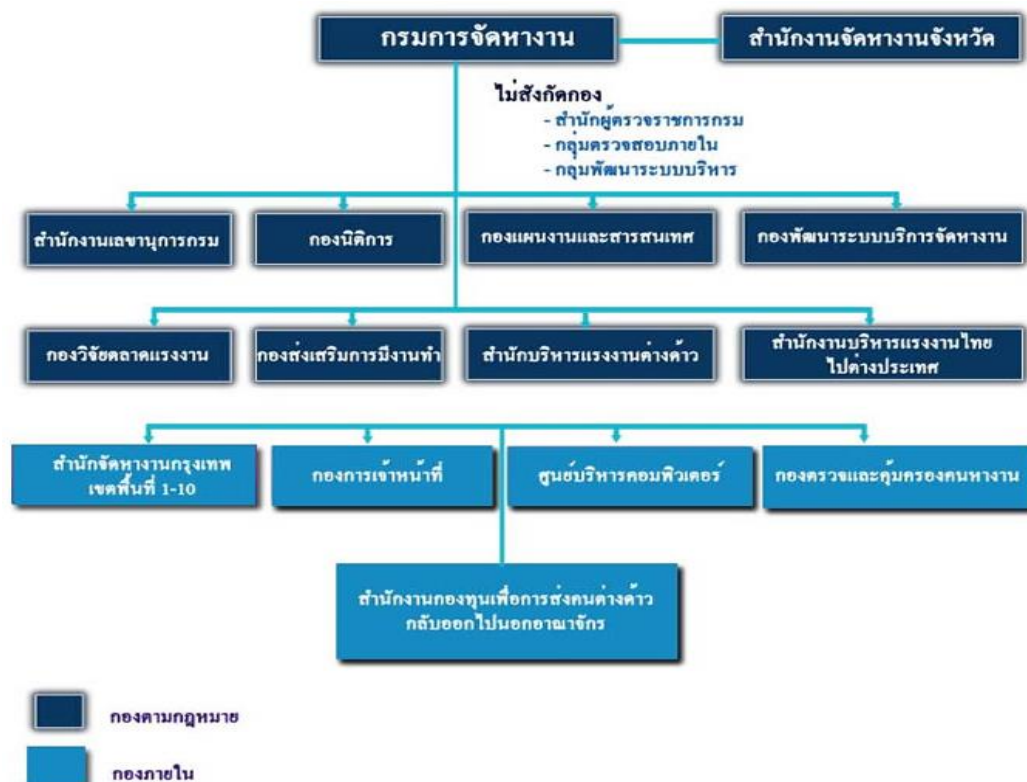 กรมการจัดหางาน
สำนักงานจัดหางานจังหวัด
ไม่สังกัดกอง
- สำนักผู้ตรวจราชการกรม
- กลุ่มตรวจสอบภายใน
- กลุ่มพัฒนาระบบบริหาร
สำนักงานเลขานุการกรม
กองนิติการ
กองแผนงานและสารสนเทศ
กองพัฒนาระบบบริการจัดหางาน
กองวิจัยตลาดแรงงาน
กองส่งเสริมการมีงานทำ
สำนักบริหารแรงงานต่างด้าว
สำนักงานบริหารแรงงานไทย
ไปต่างประเทศ
สำนักจัดหางานกรุงเทพ
เขตพื้นที่ 1-10
กองการเจ้าหน้าที่
ศูนย์บริหารคอมพิวเตอร์
กองตรวจและคุ้มครองคนหางาน
สำนักงานกองทุนเพื่อการส่งคนต่างด้าว
กลับออกไปนอกอาณาจักร
กองตามกฎหมาย
กองภายใน